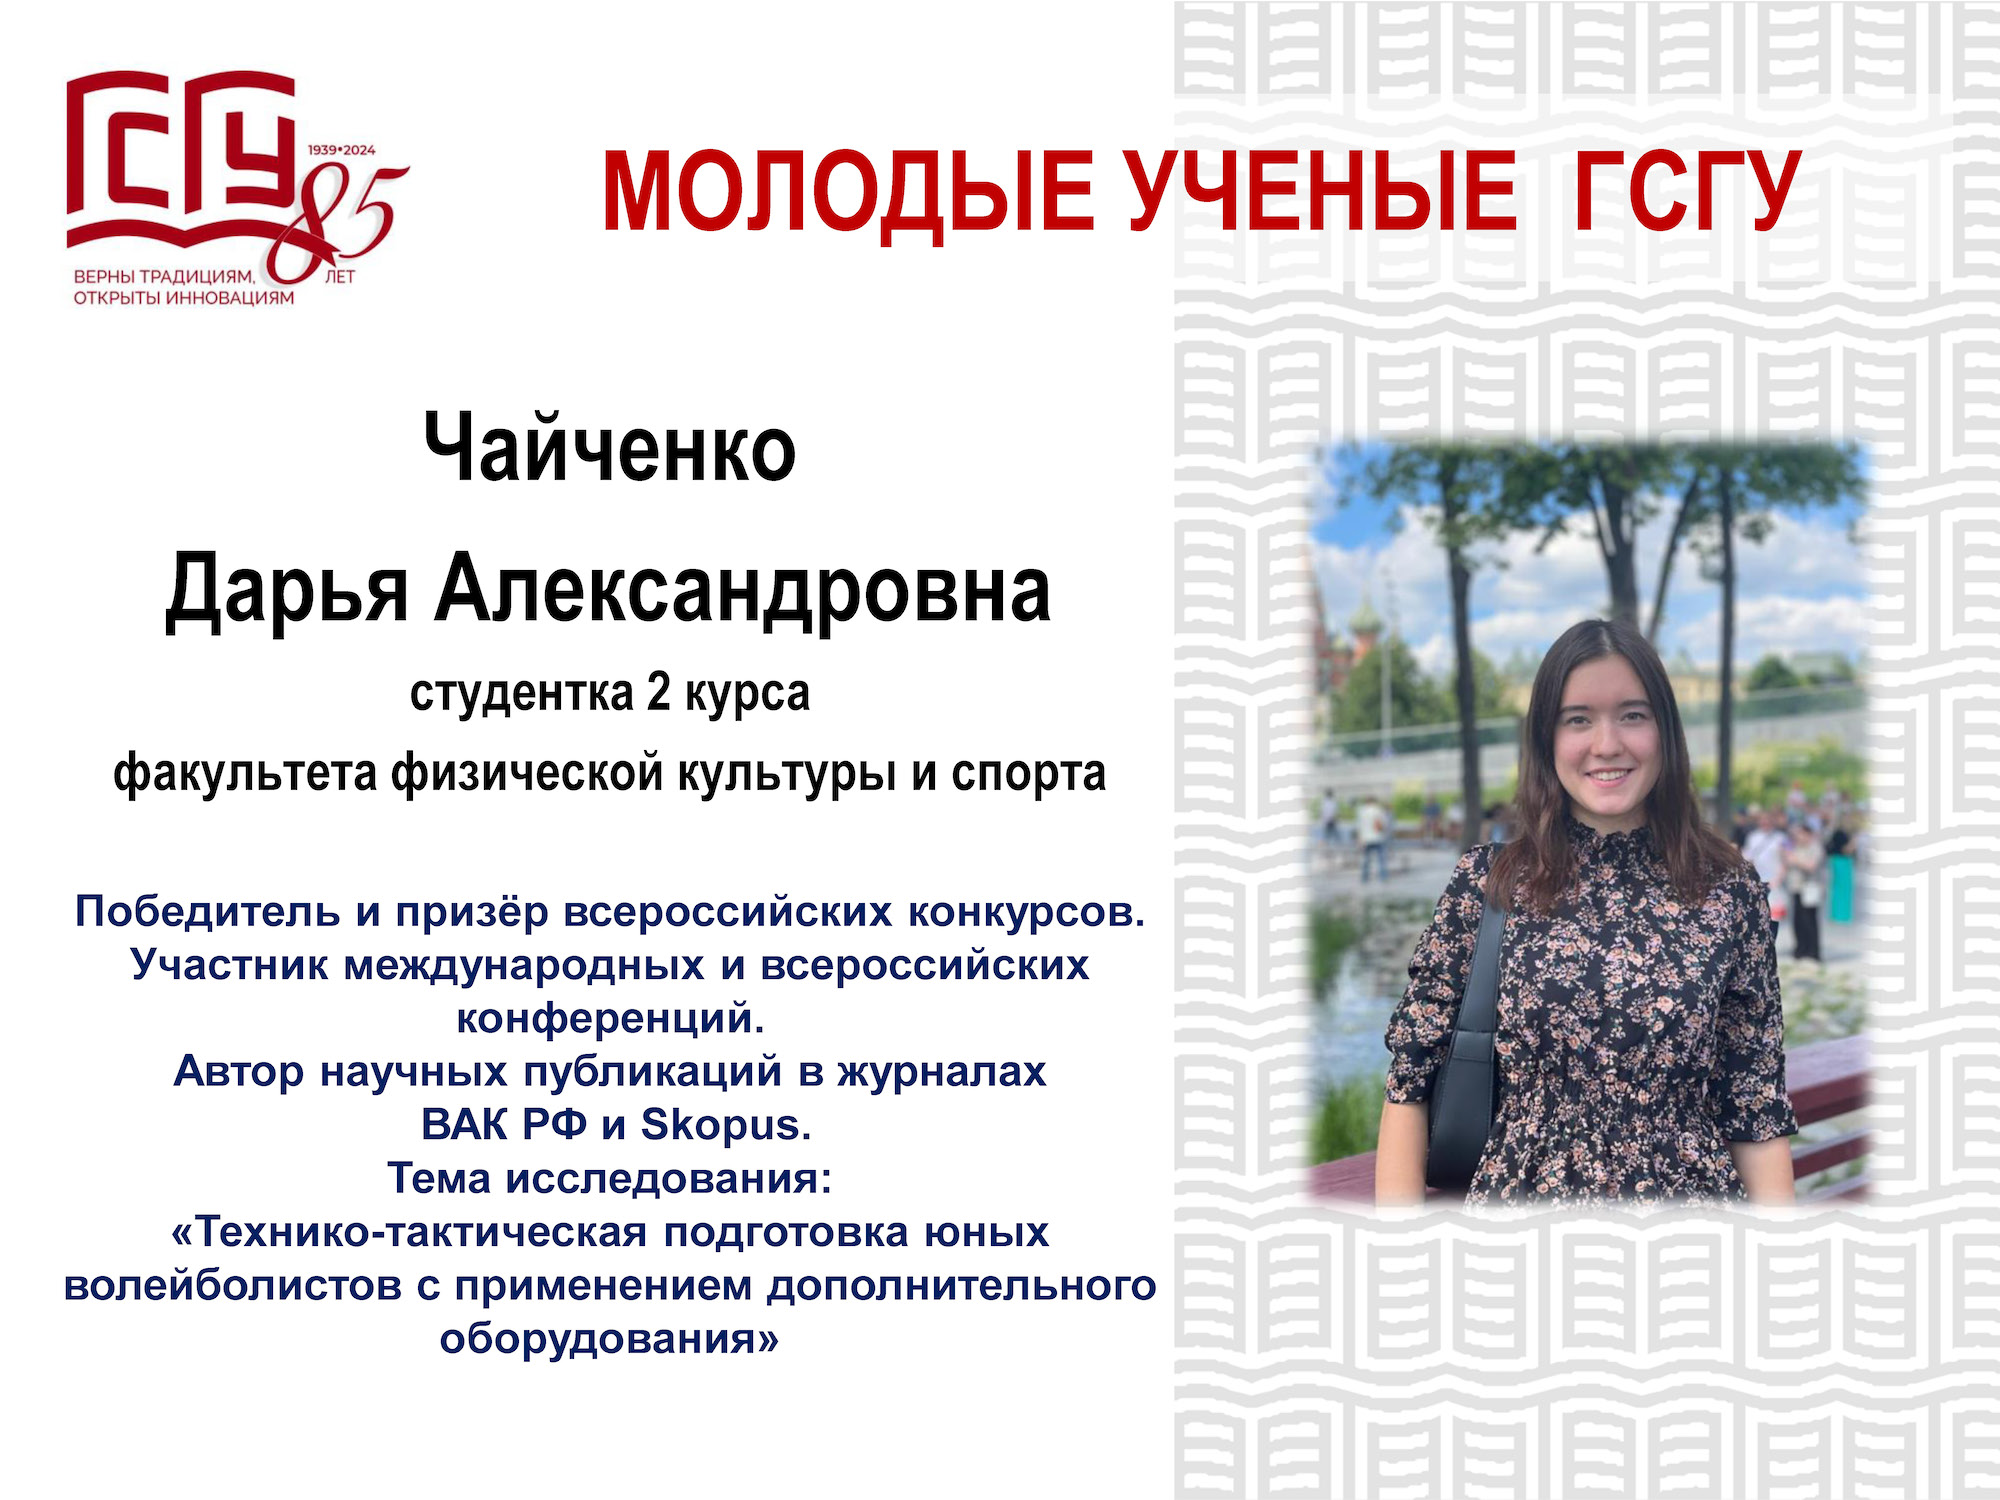 ГСГУ
1939•2024
85
ВЕРНЫ ТРАДИЦИЯМ, ЛЕТ
ОТКРЫТЫ ИННОВАЦИЯМ
МОЛОДЫЕ УЧЕНЫЕ ГСГУ
Чайченко
Дарья Александровна
студентка 2 курса
факультета физической культуры и спорта
Победитель и призёр всероссийских конкурсов.
Участник международных и всероссийских
конференций.
Автор научных публикаций в журналах
ВАК РФ и Skopus.
Тема исследования:
«Технико-тактическая подготовка юных
волейболистов с применением дополнительного
оборудования»